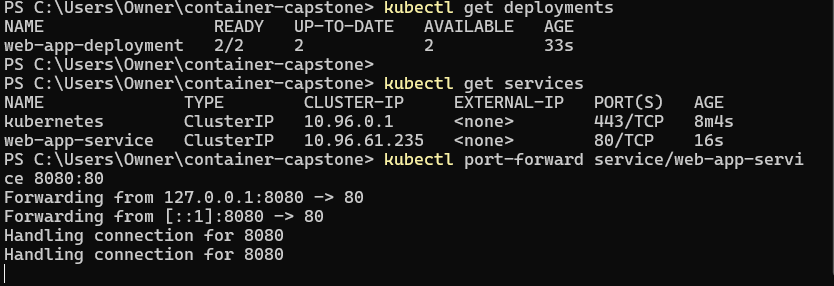 PS C:\Users\Owner\container-capstone> kubectl get deployments
NAME                READY   UP-TO-DATE   AVAILABLE   AGE
web-app-deployment  2/2     2            2           33s
PS C:\Users\Owner\container-capstone>
PS C:\Users\Owner\container-capstone> kubectl get services
NAME              TYPE        CLUSTER-IP     EXTERNAL-IP   PORT(S)   AGE
kubernetes        ClusterIP   10.96.0.1      <none>        443/TCP   8m4s
web-app-service   ClusterIP   10.96.61.235   <none>        80/TCP    16s
PS C:\Users\Owner\container-capstone> kubectl port-forward service/web-app-servi
ce 8080:80
Forwarding from 127.0.0.1:8080 -> 80
Forwarding from [::1]:8080 -> 80
Handling connection for 8080
Handling connection for 8080